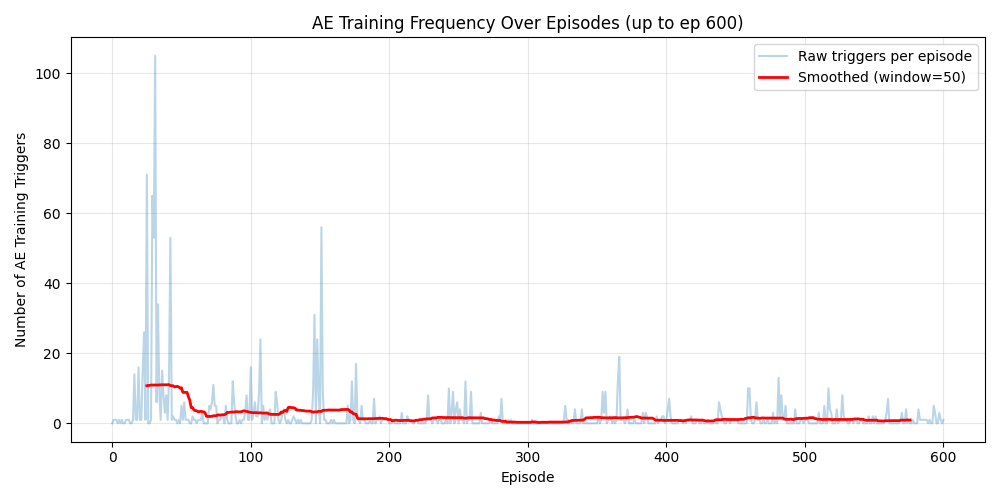 AE Training Frequency Over Episodes (up to ep 600)
Raw triggers per episode
Smoothed (window=50)
Number of AE Training Triggers
100
80
60
40
20
0
0 100 200 300 400 500 600
Episode